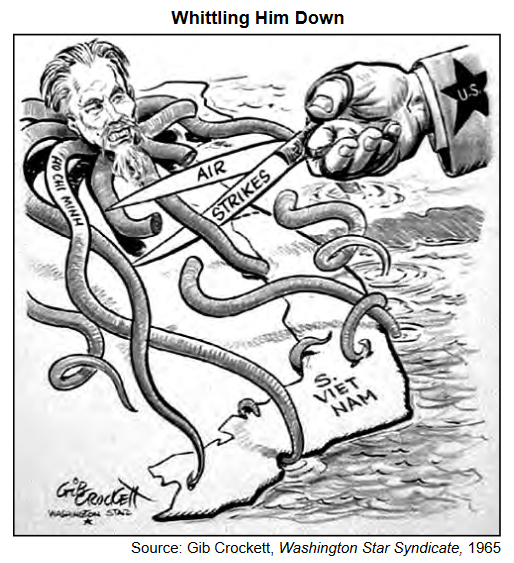 Whittling Him Down
U.S.
AIR
STRIKES
HO CHI MINH
S.
VIET
NAM
GIB
CROCKETT
WASHINGTON STAR
Source: Gib Crockett, Washington Star Syndicate, 1965